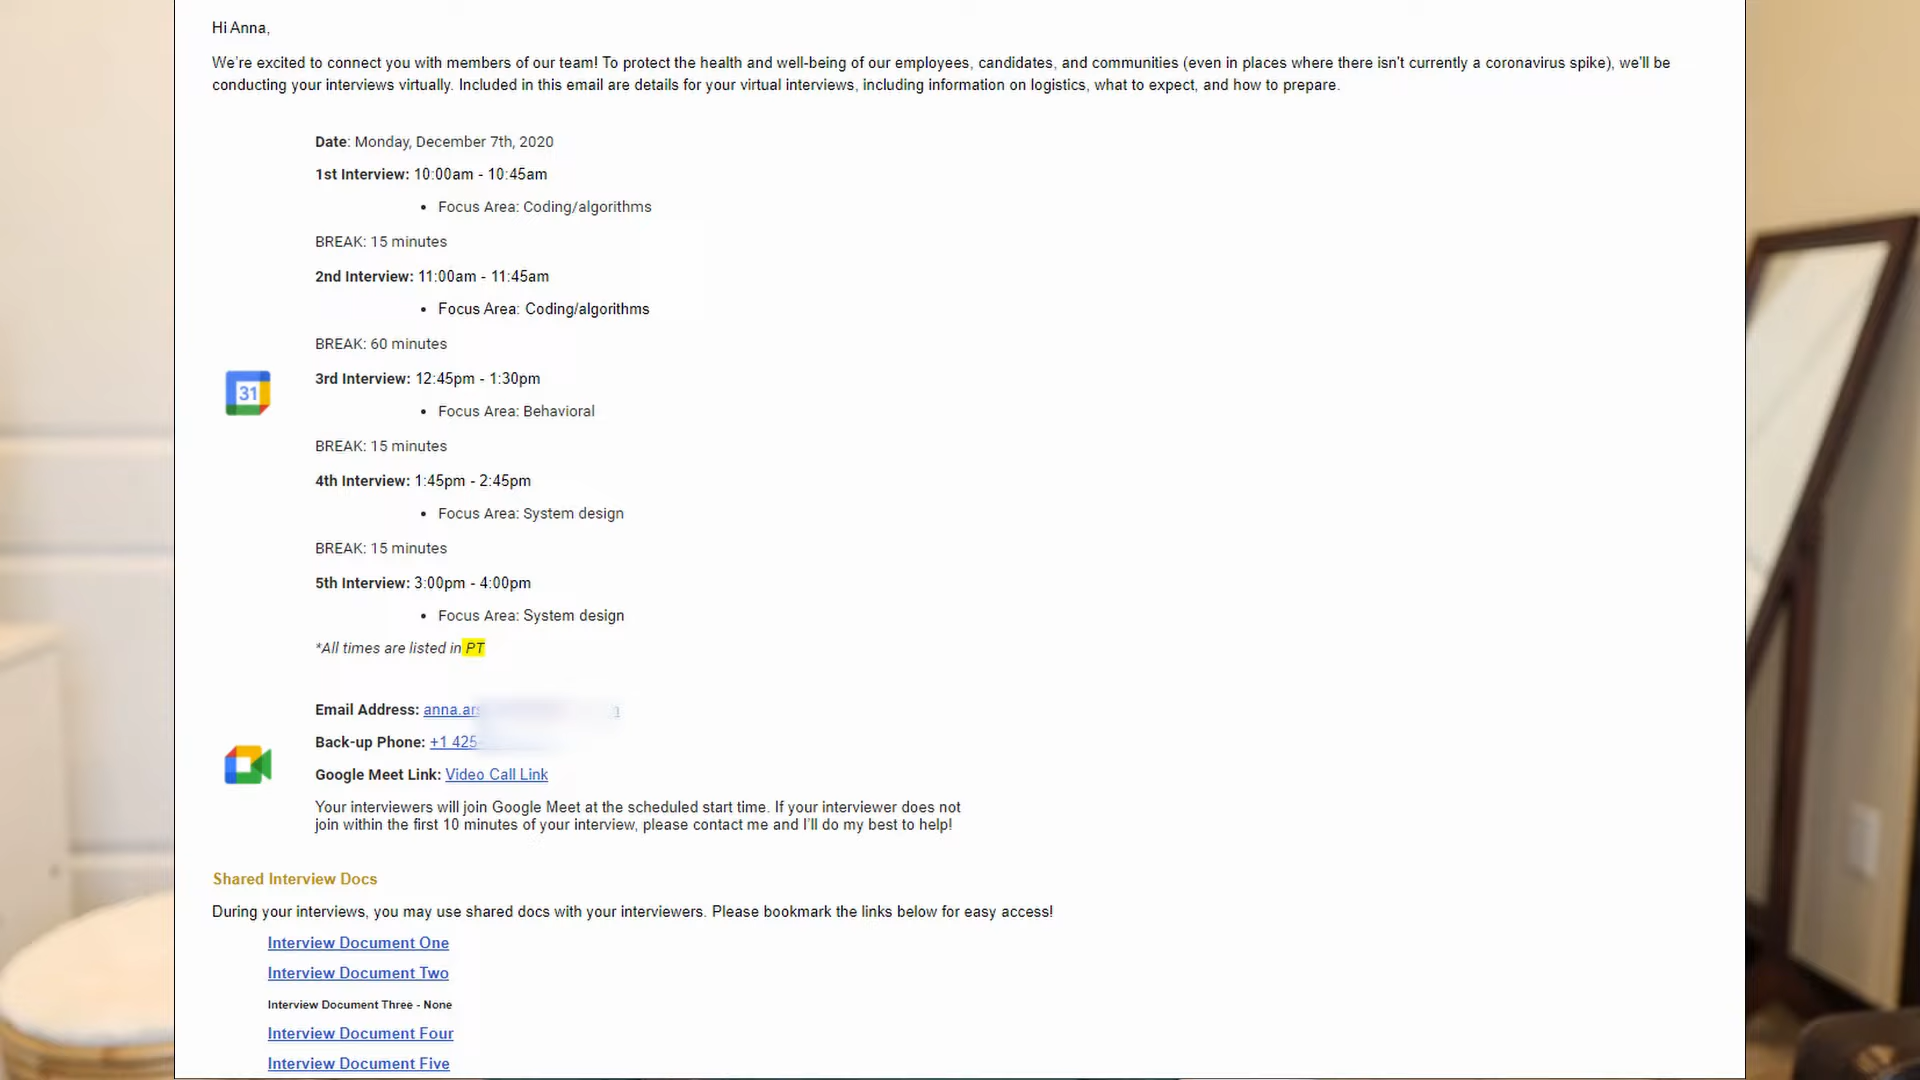 Hi Anna,
We're excited to connect you with members of our team! To protect the health and well-being of our employees, candidates, and communities (even in places where there isn't currently a coronavirus spike), we'll be
conducting your interviews virtually. Included in this email are details for your virtual interviews, including information on logistics, what to expect, and how to prepare.
Date: Monday, December 7th, 2020
1st Interview: 10:00am - 10:45am
• Focus Area: Coding/algorithms
BREAK: 15 minutes
2nd Interview: 11:00am - 11:45am
• Focus Area: Coding/algorithms
BREAK: 60 minutes
31
3rd Interview: 12:45pm - 1:30pm
• Focus Area: Behavioral
BREAK: 15 minutes
4th Interview: 1:45pm - 2:45pm
• Focus Area: System design
BREAK: 15 minutes
5th Interview: 3:00pm - 4:00pm
• Focus Area: System design
*All times are listed in PT
Email Address: anna.ar
Back-up Phone: +1 425-
Google Meet Link: Video Call Link
Your interviewers will join Google Meet at the scheduled start time. If your interviewer does not
join within the first 10 minutes of your interview, please contact me and I'll do my best to help!
Shared Interview Docs
During your interviews, you may use shared docs with your interviewers. Please bookmark the links below for easy access!
Interview Document One
Interview Document Two
Interview Document Three - None
Interview Document Four
Interview Document Five